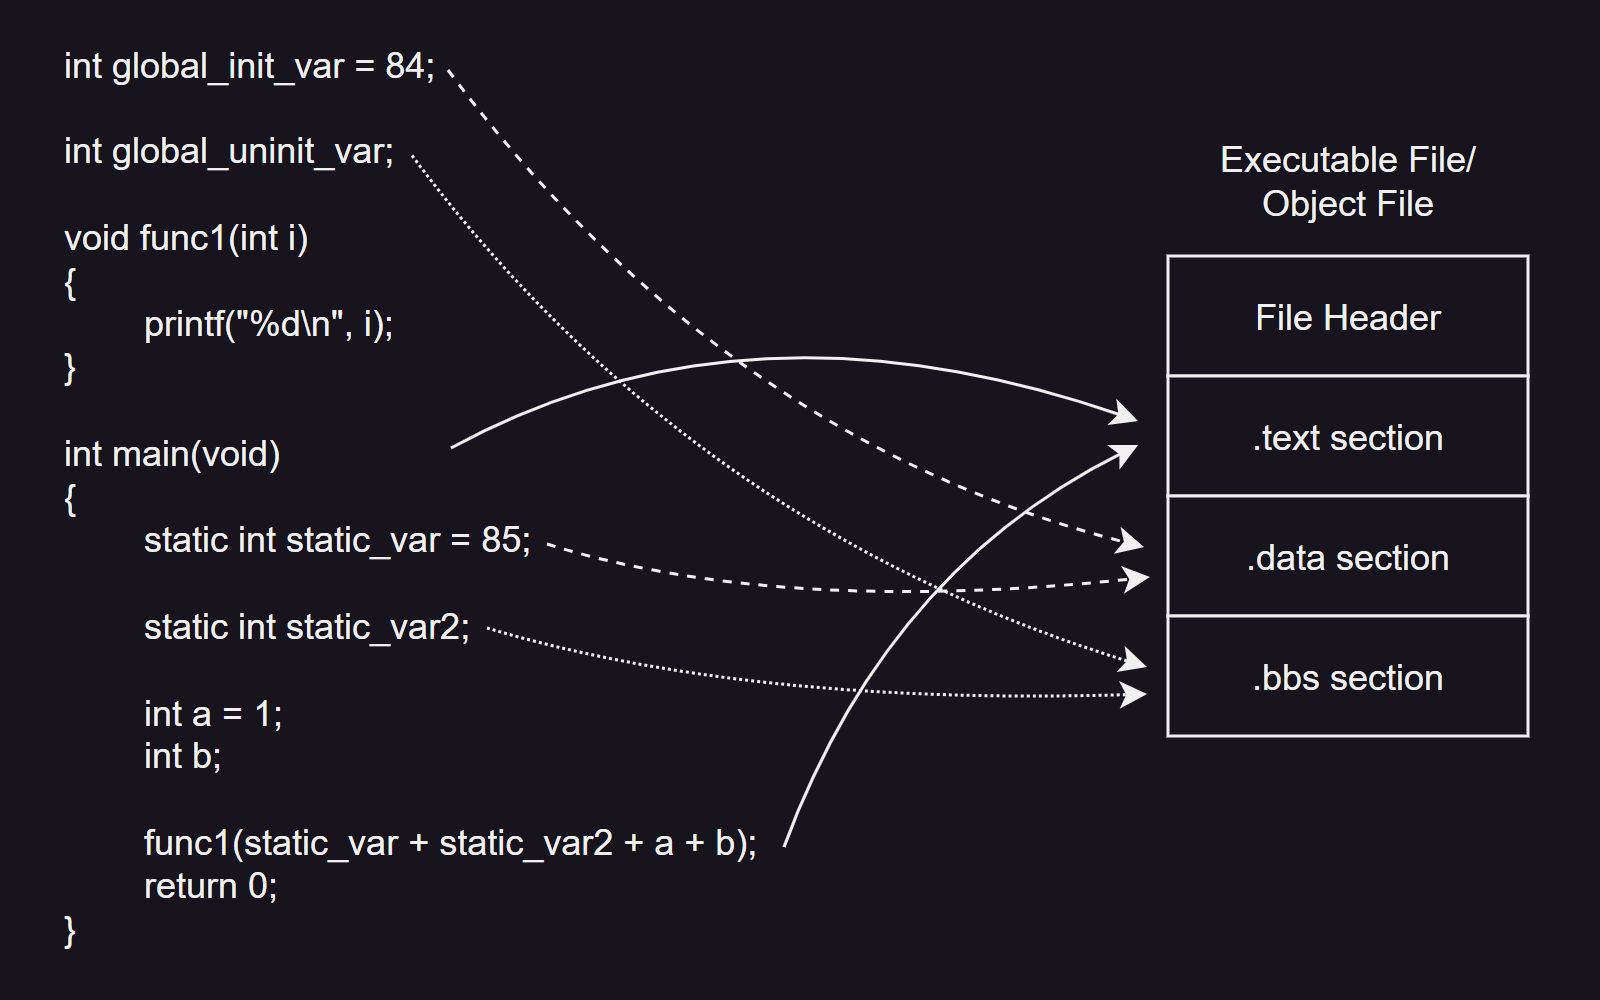 int global_init_var = 84;
int global_uninit_var;
void func1(int i)
{
printf("%d\n", i);
}
int main(void)
{
static int static_var = 85;
static int static_var2;
int a = 1;
int b;
func1(static_var + static_var2 + a + b);
return 0;
}
Executable File/
Object File
File Header
.text section
.data section
.bbs section